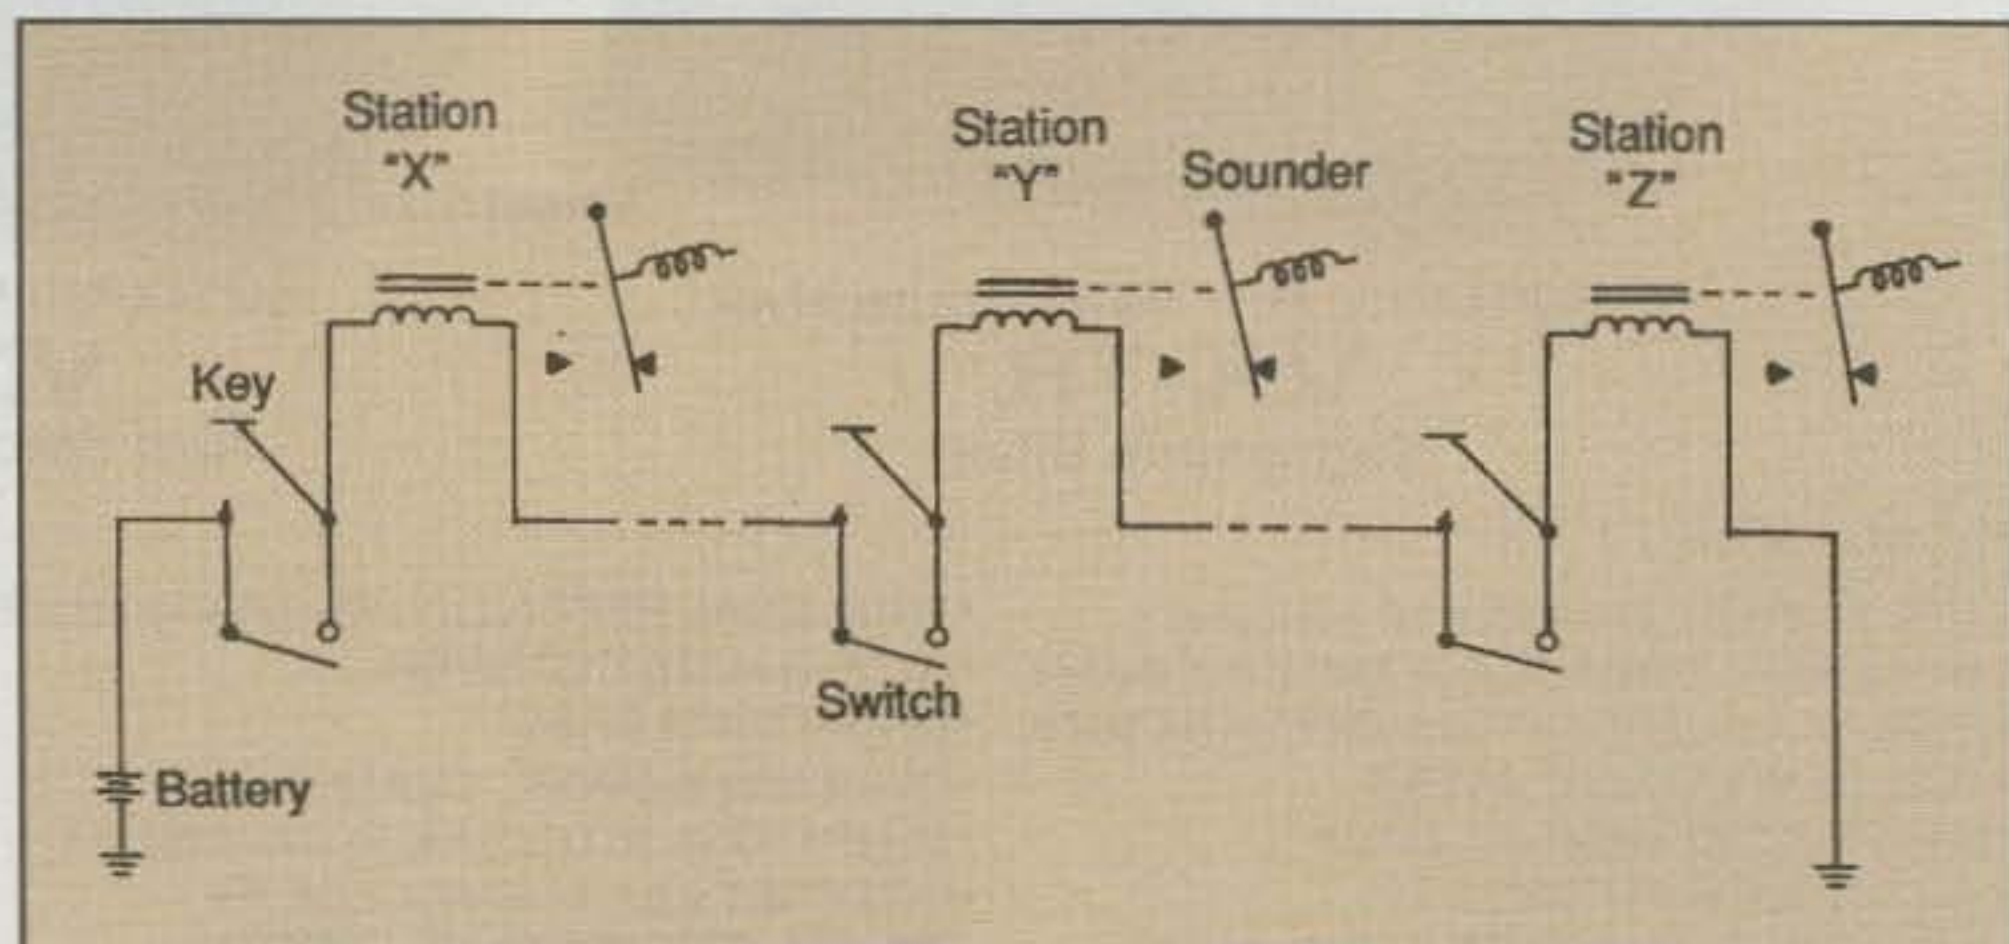 Station
"X"
Station
"Y"
Sounder
Station
"Z"
Key
Switch
Battery